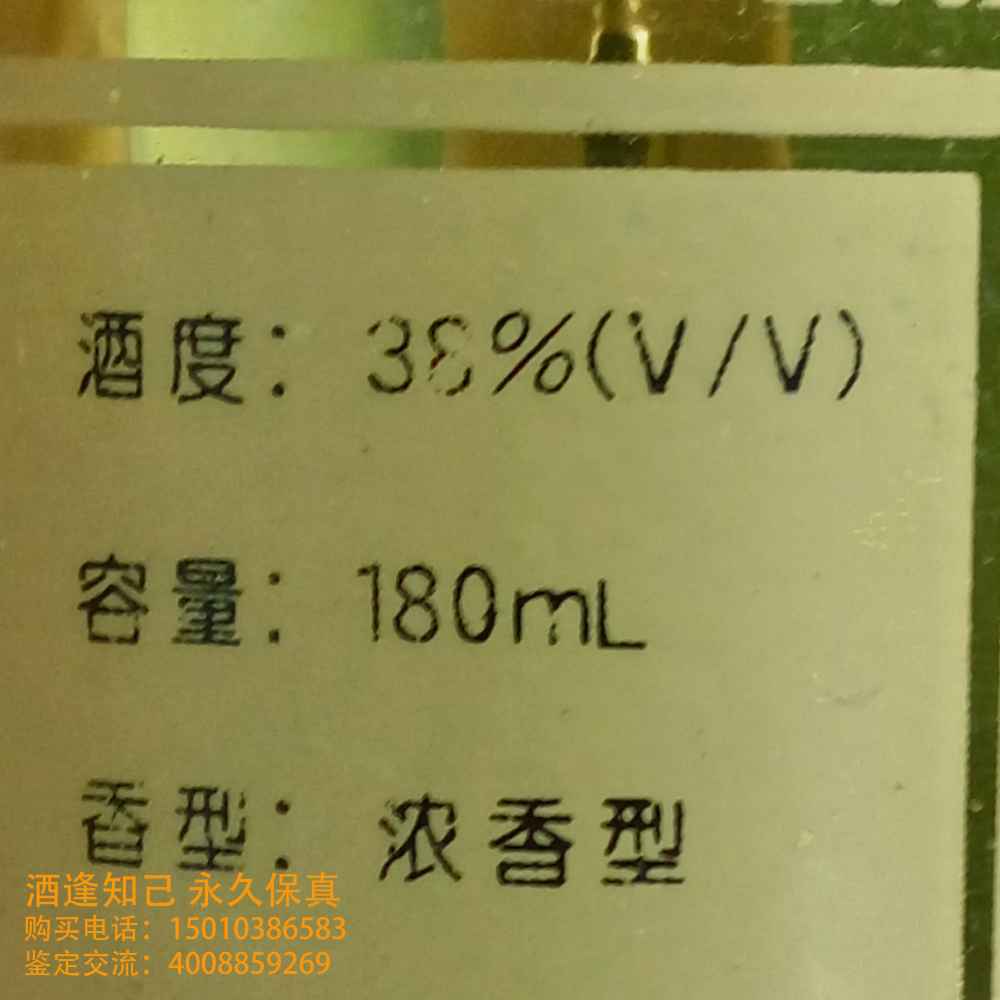 酒度：38%(V/V)
容量：180mL
香型：浓香型
酒逢知己 永久保真
购买电话：15010386583
鉴定交流：4008859269